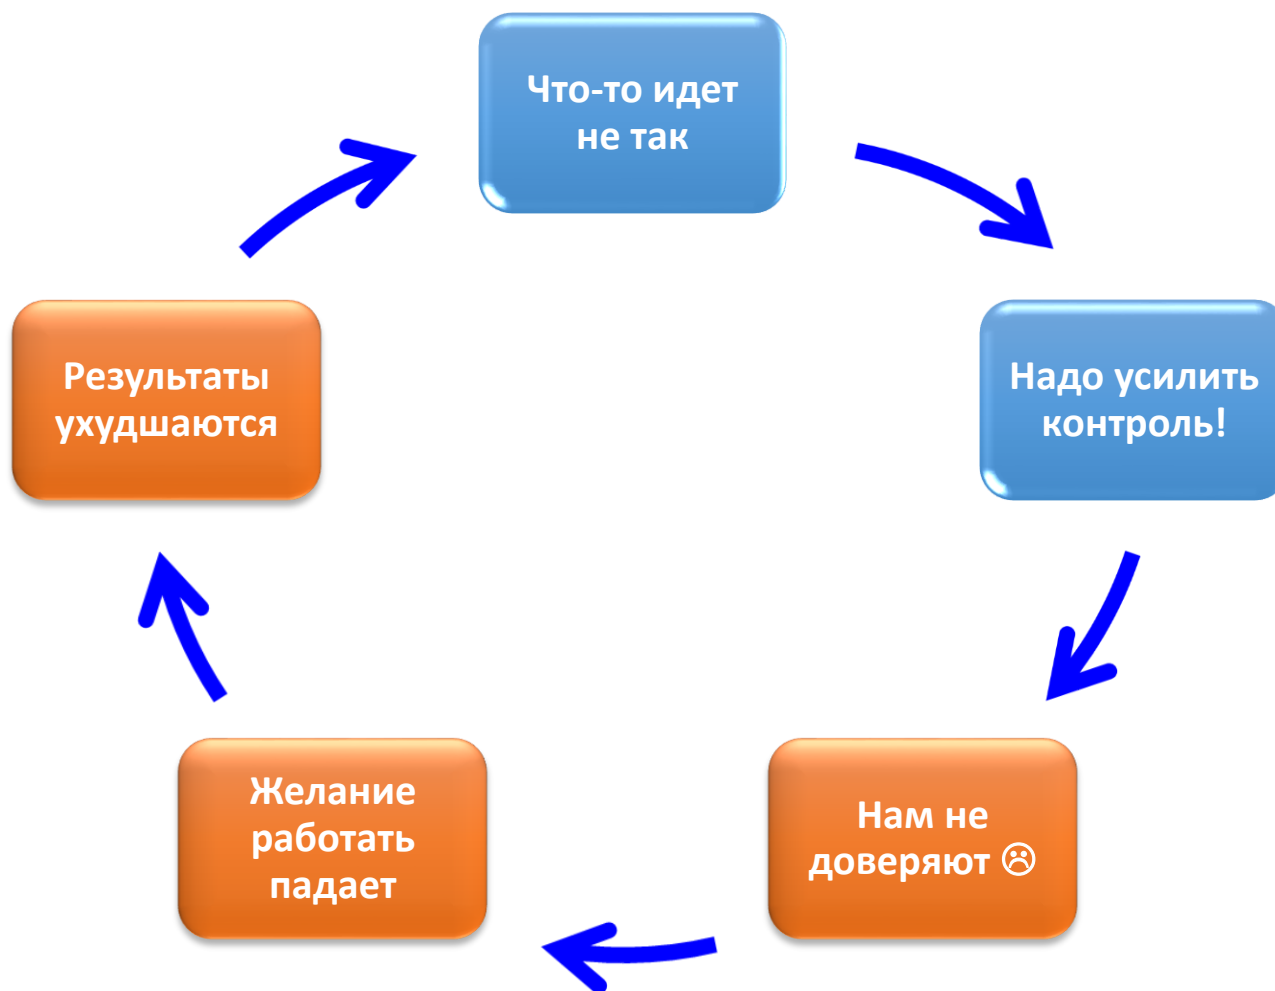 Что-то идет
не так
Надо усилить
контроль!
Нам не
доверяют ☹
Желание
работать
падает
Результаты
ухудшаются